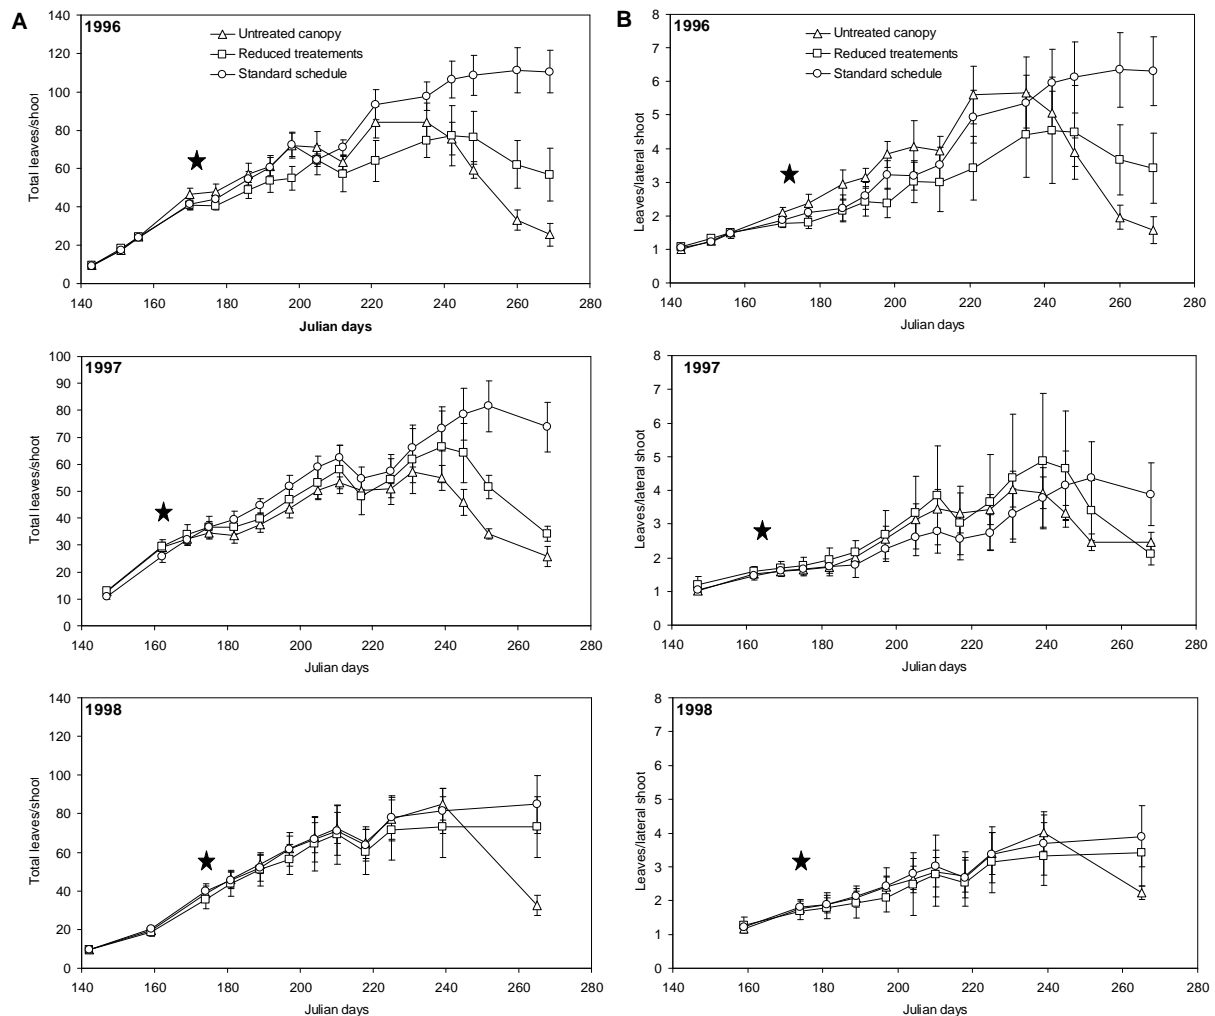 A
1996
Untreated canopy
Reduced treatements
Standard schedule
Total leaves/shoot
140
120
100
80
60
40
20
0
140 160 180 200 220 240 260 280
Julian days
B
1996
Untreated canopy
Reduced treatements
Standard schedule
Leaves/lateral shoot
8
7
6
5
4
3
2
1
0
140 160 180 200 220 240 260 280
Julian days
1997
Total leaves/shoot
100
90
80
70
60
50
40
30
20
10
0
140 160 180 200 220 240 260 280
Julian days
1997
Leaves/lateral shoot
8
7
6
5
4
3
2
1
0
140 160 180 200 220 240 260 280
Julian days
1998
Total leaves/shoot
140
120
100
80
60
40
20
0
140 160 180 200 220 240 260 280
Julian days
1998
Leaves/lateral shoot
8
7
6
5
4
3
2
1
0
140 160 180 200 220 240 260 280
Julian days